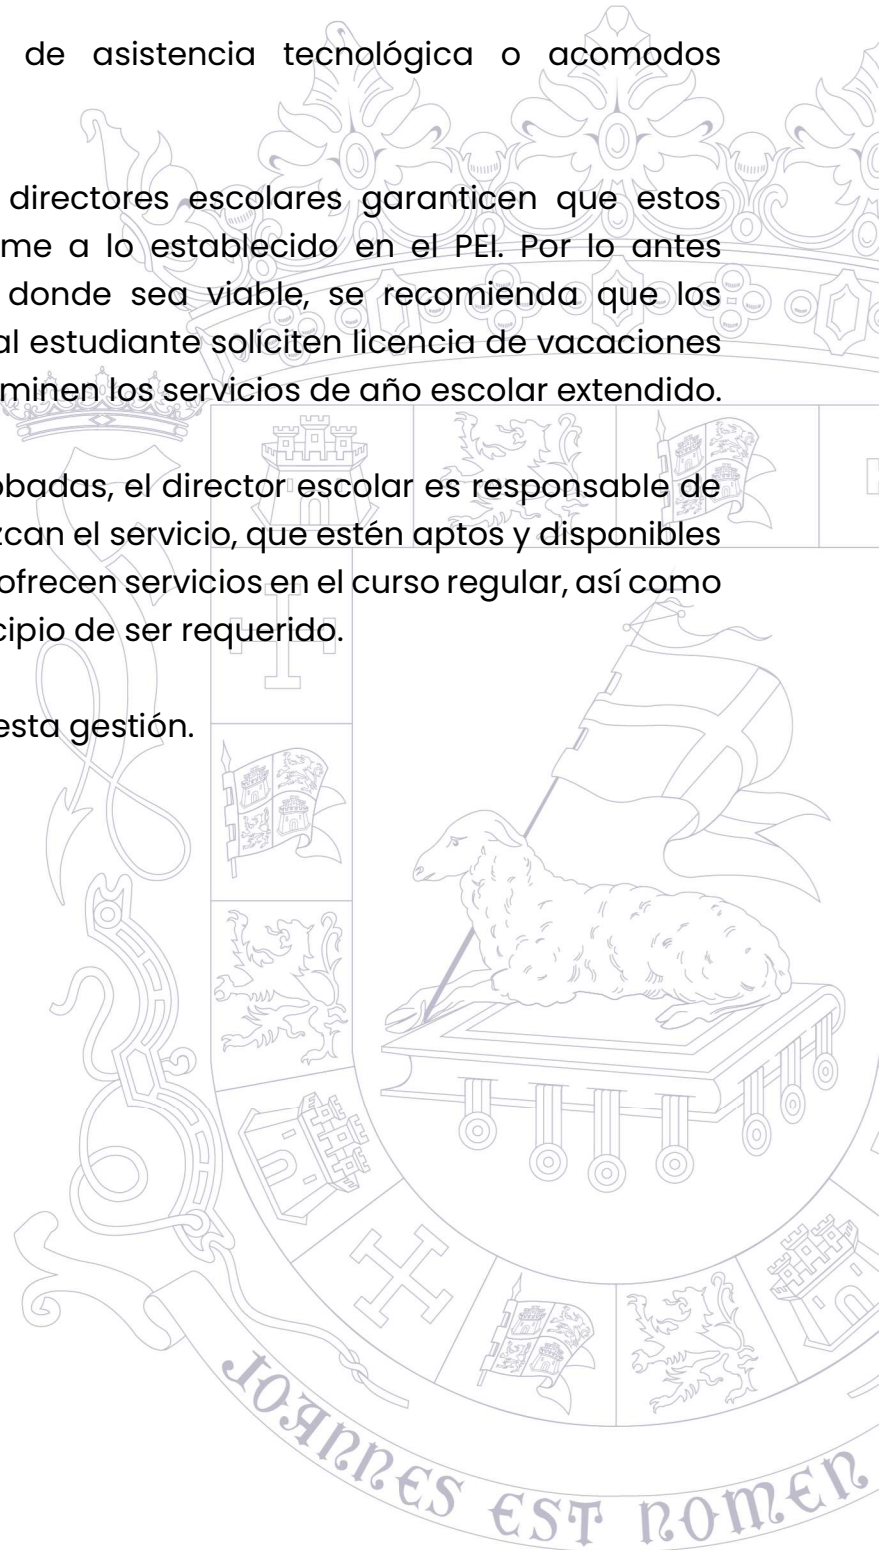 de asistencia tecnológica o acomodos
directores escolares garanticen que estos
me a lo establecido en el PEI. Por lo antes
donde sea viable, se recomienda que los
al estudiante soliciten licencia de vacaciones
minen los servicios de año escolar extendido.
obadas, el director escolar es responsable de
zcan el servicio, que estén aptos y disponibles
ofrecen servicios en el curso regular, así como
cipio de ser requerido.
esta gestión.
JOANNES EST NOMEN